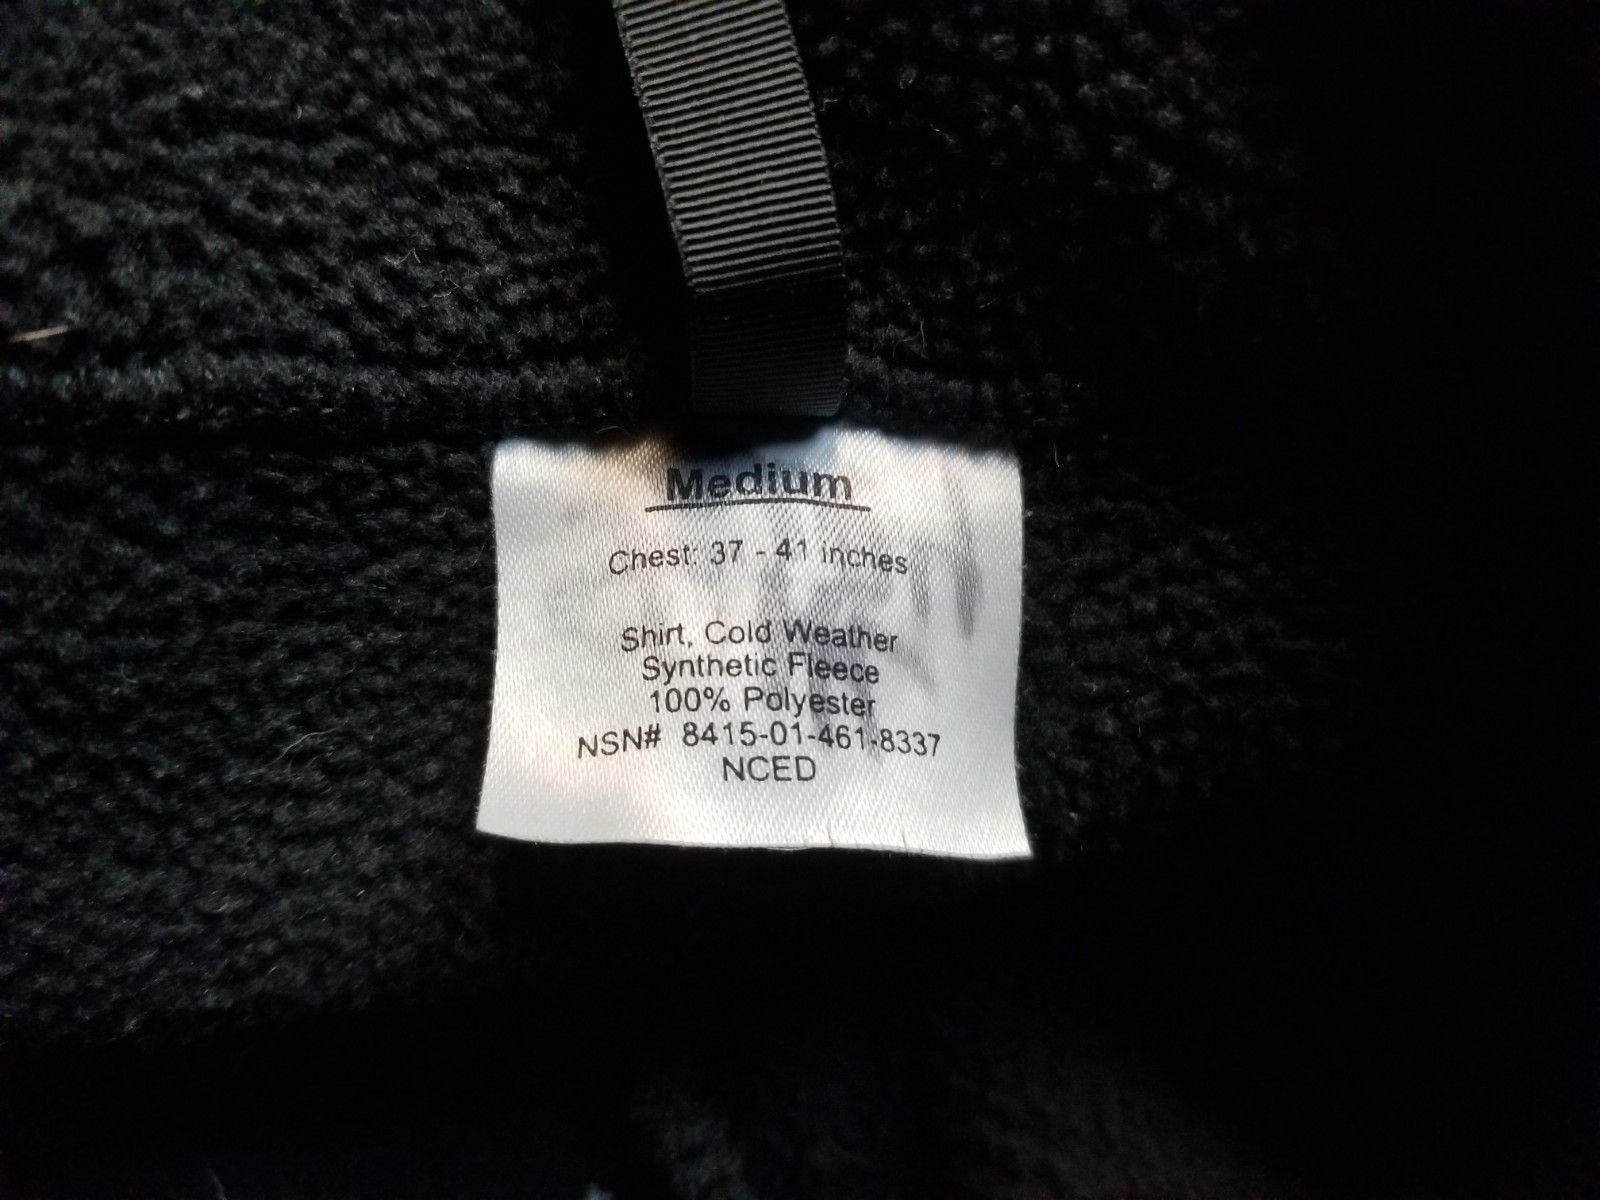 Medium
Chest: 37 - 41 inches
Shirt, Cold Weather
Synthetic Fleece
100% Polyester
NSN# 8415-01-461-8337
NCED